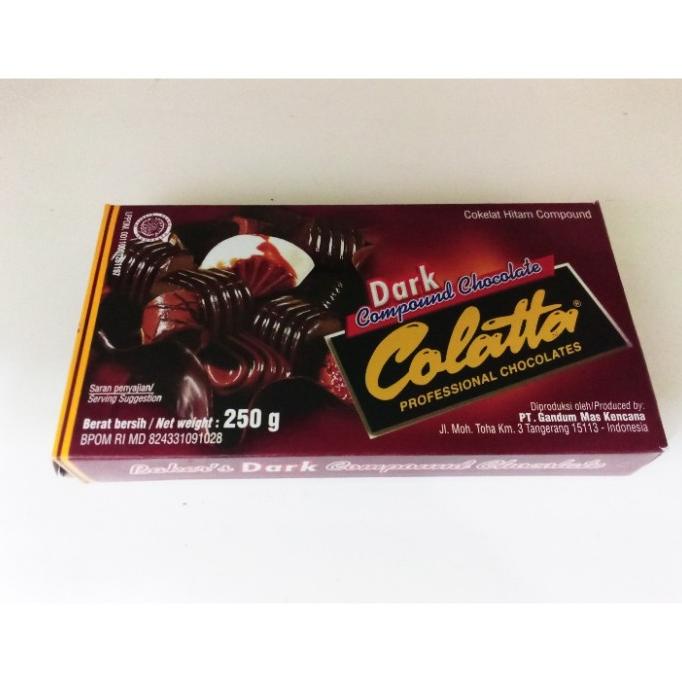 Cokelat Hitam Compound
Dark
Compound Chocolate
Colatta®
PROFESSIONAL CHOCOLATES
Saran penyajian/
Serving Suggestion
Berat bersih / Net weight : 250 g
BPOM RI MD 824331091028
Diproduksi oleh/Produced by:
PT. Gandum Mas Kencana
Jl. Moh. Toha Km. 3 Tangerang 15113 - Indonesia
Baker's Dark Compound Chocolate